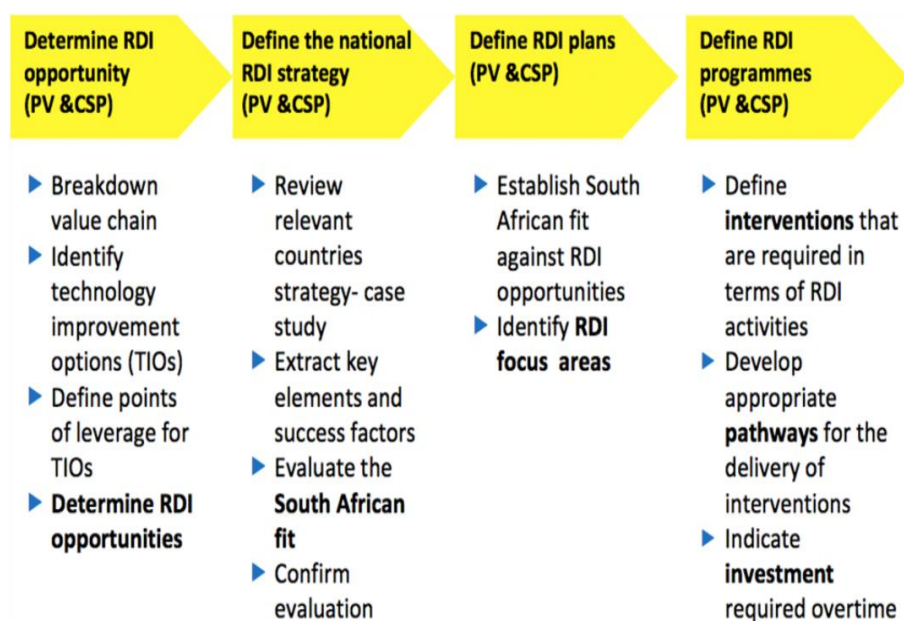 Determine RDI
opportunity
(PV &CSP)
Define the national
RDI strategy
(PV &CSP)
Define RDI plans
(PV &CSP)
Define RDI
programmes
(PV &CSP)
Breakdown
value chain
Identify
technology
improvement
options (TIOs)
Define points
of leverage for
TIOs
Determine RDI
opportunities
Review
relevant
countries
strategy- case
study
Extract key
elements and
success factors
Evaluate the
South African
fit
Confirm
evaluation
Establish South
African fit
against RDI
opportunities
Identify RDI
focus areas
Define
interventions that
are required in
terms of RDI
activities
Develop
appropriate
pathways for the
delivery of
interventions
Indicate
investment
required overtime